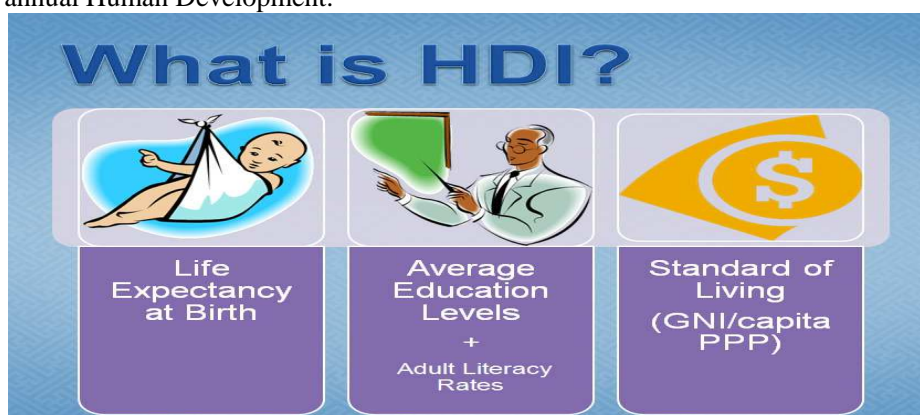 annual Human Development.
What is HDI?
Life
Expectancy
at Birth
Average
Education
Levels
+
Adult Literacy
Rates
Standard of
Living
(GNI/capita
PPP)
$